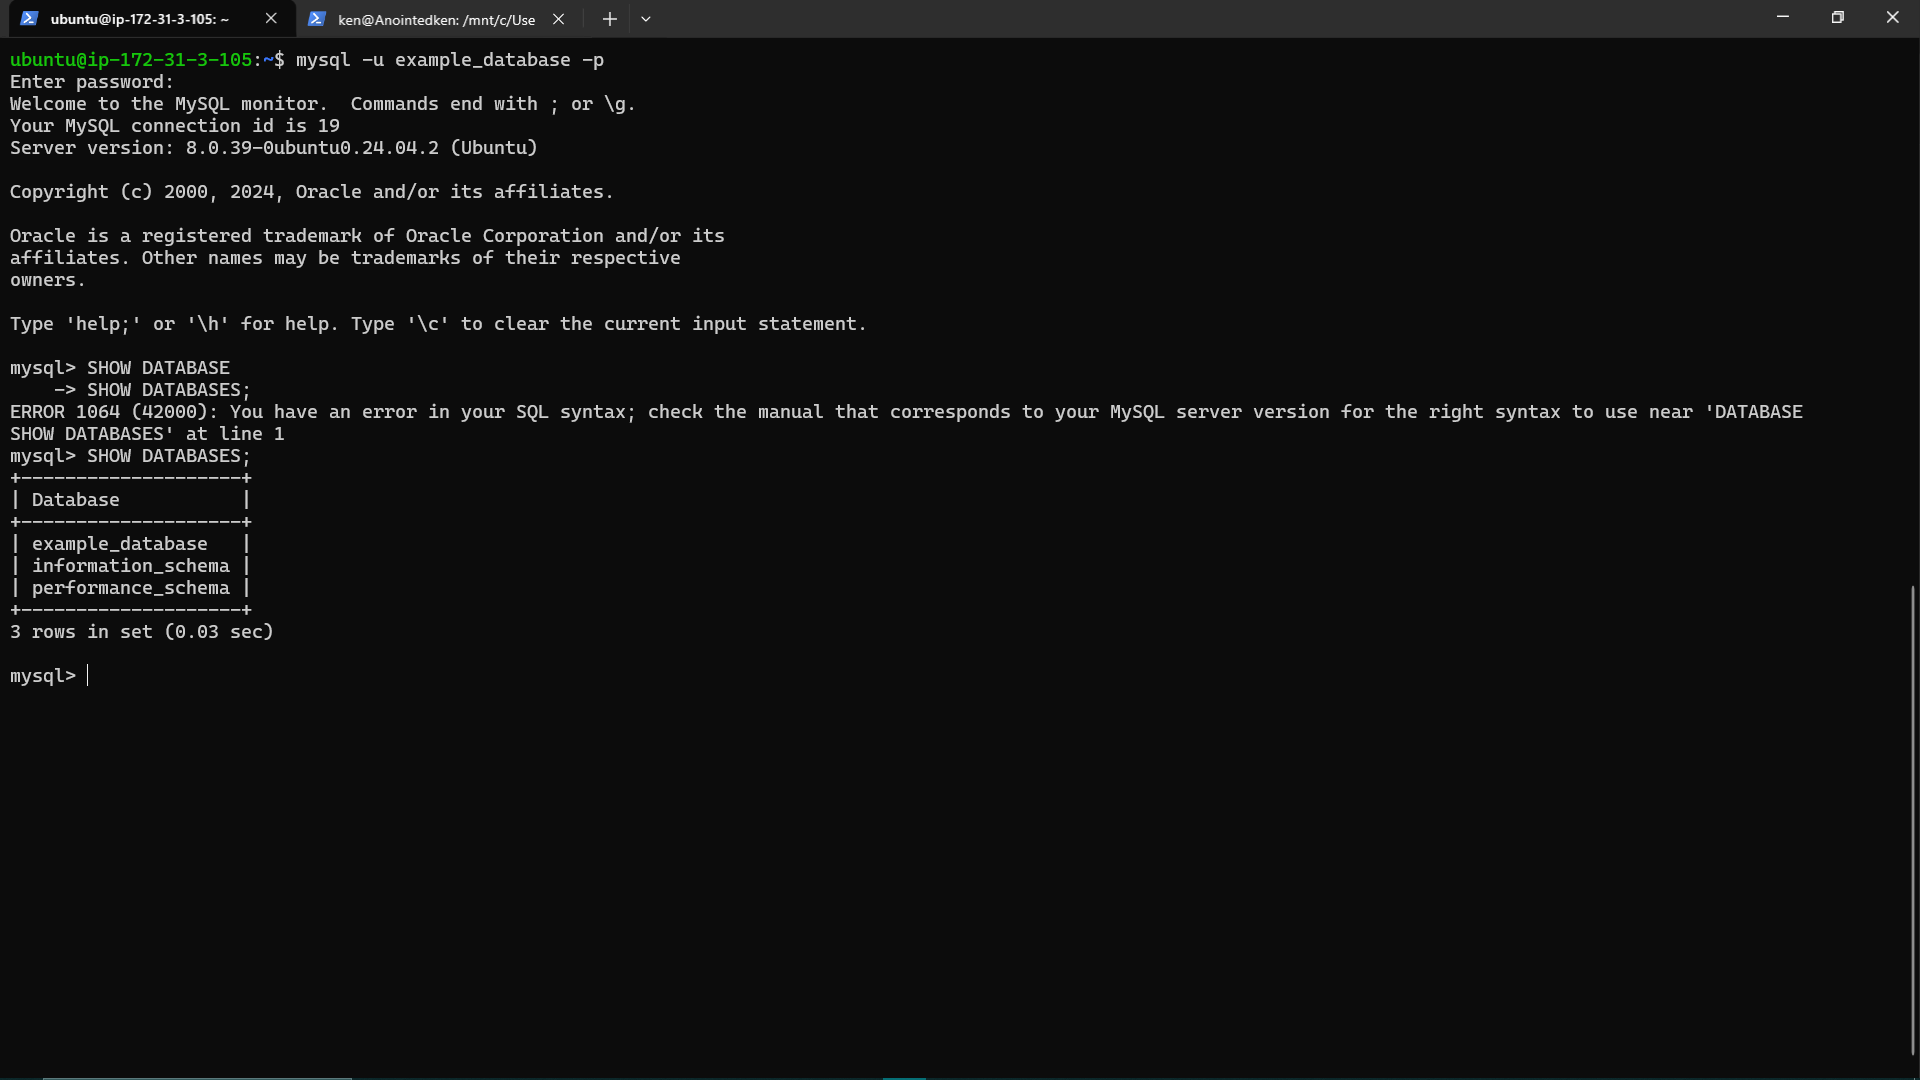 ubuntu@ip-172-31-3-105: ~
ken@Anointedken: /mnt/c/Use
ubuntu@ip-172-31-3-105:~$ mysql -u example_database -p
Enter password:
Welcome to the MySQL monitor.  Commands end with ; or \g.
Your MySQL connection id is 19
Server version: 8.0.39-0ubuntu0.24.04.2 (Ubuntu)

Copyright (c) 2000, 2024, Oracle and/or its affiliates.

Oracle is a registered trademark of Oracle Corporation and/or its
affiliates. Other names may be trademarks of their respective
owners.

Type 'help;' or '\h' for help. Type '\c' to clear the current input statement.

mysql> SHOW DATABASE
    -> SHOW DATABASES;
ERROR 1064 (42000): You have an error in your SQL syntax; check the manual that corresponds to your MySQL server version for the right syntax to use near 'DATABASE
SHOW DATABASES' at line 1
mysql> SHOW DATABASES;
+--------------------+
| Database           |
+--------------------+
| example_database   |
| information_schema |
| performance_schema |
+--------------------+
3 rows in set (0.03 sec)

mysql>